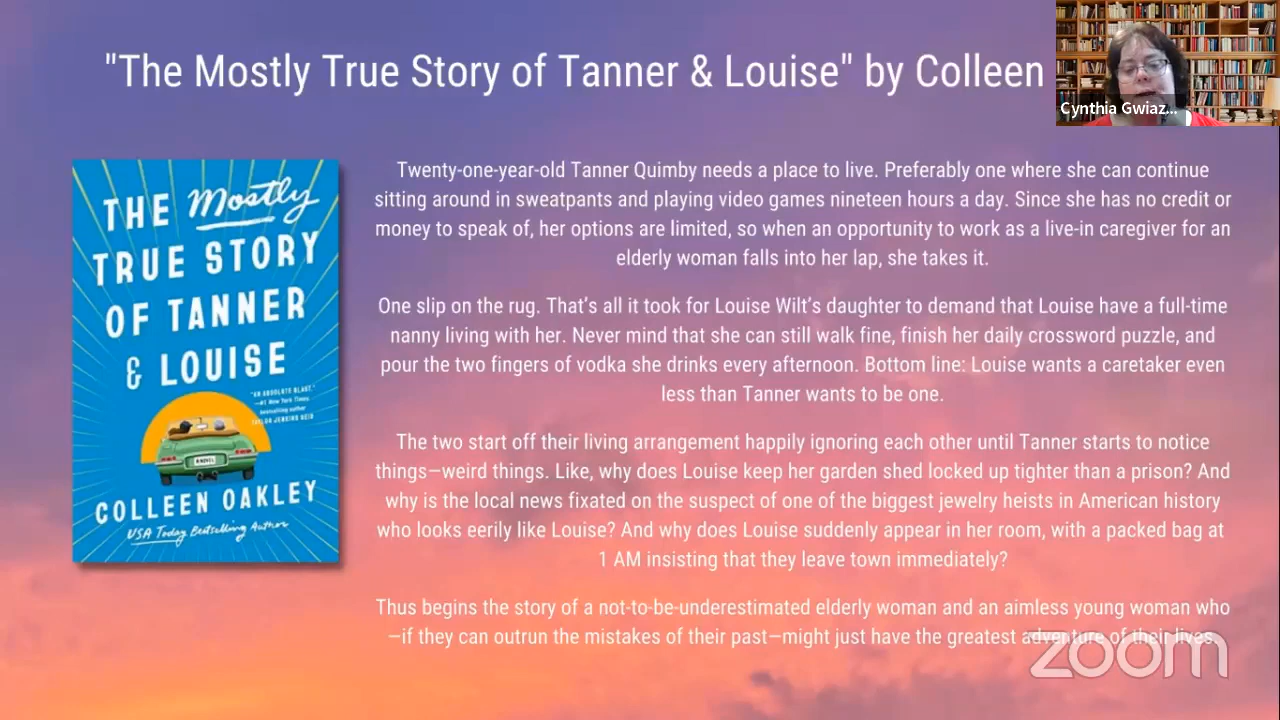 "The Mostly True Story of Tanner & Louise" by Colleen
Cynthia Gwiaz...
THE Mostly
TRUE STORY
OF TANNER
& LOUISE
"AN ABSOLUTE BLAST."
—#1 New York Times
bestselling author
TAYLOR JENKINS REID
A NOVEL
COLLEEN OAKLEY
USA Today Bestselling Author
Twenty-one-year-old Tanner Quimby needs a place to live. Preferably one where she can continue
sitting around in sweatpants and playing video games nineteen hours a day. Since she has no credit or
money to speak of, her options are limited, so when an opportunity to work as a live-in caregiver for an
elderly woman falls into her lap, she takes it.
One slip on the rug. That's all it took for Louise Wilt's daughter to demand that Louise have a full-time
nanny living with her. Never mind that she can still walk fine, finish her daily crossword puzzle, and
pour the two fingers of vodka she drinks every afternoon. Bottom line: Louise wants a caretaker even
less than Tanner wants to be one.
The two start off their living arrangement happily ignoring each other until Tanner starts to notice
things—weird things. Like, why does Louise keep her garden shed locked up tighter than a prison? And
why is the local news fixated on the suspect of one of the biggest jewelry heists in American history
who looks eerily like Louise? And why does Louise suddenly appear in her room, with a packed bag at
1 AM insisting that they leave town immediately?
Thus begins the story of a not-to-be-underestimated elderly woman and an aimless young woman who
—if they can outrun the mistakes of their past—might just have the greatest adventure of their lives.
zoom